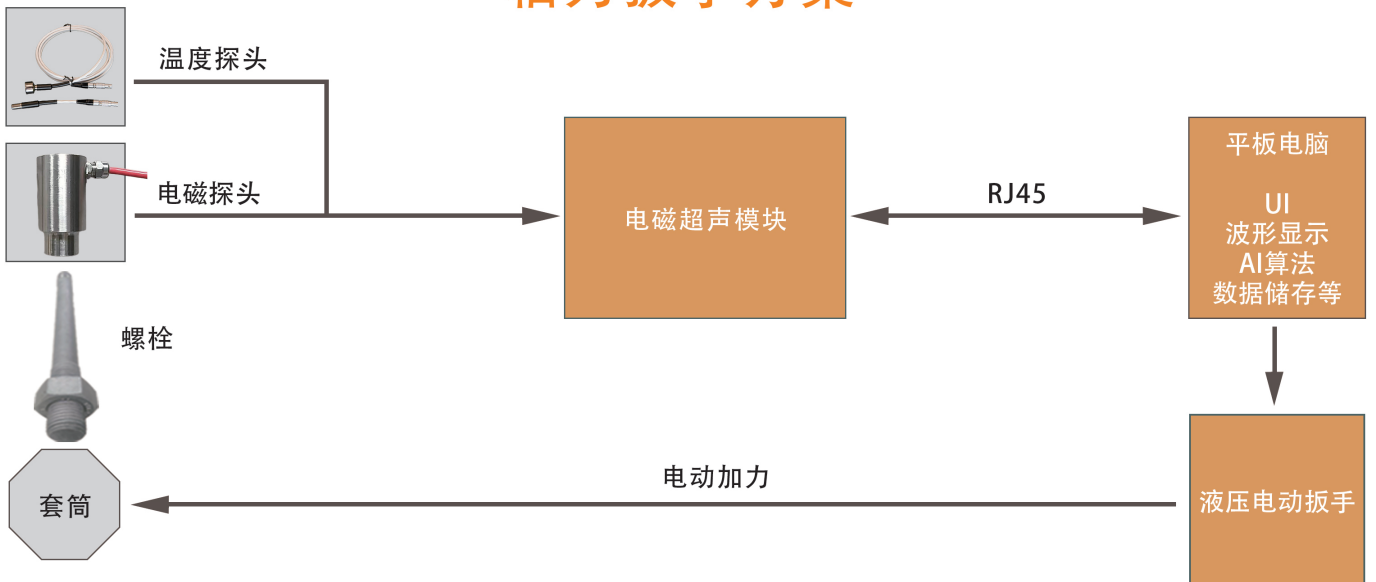 温度探头
电磁探头
螺栓
套筒
电磁超声模块
RJ45
平板电脑
UI
波形显示
AI算法
数据储存等
电动加力
液压电动扳手